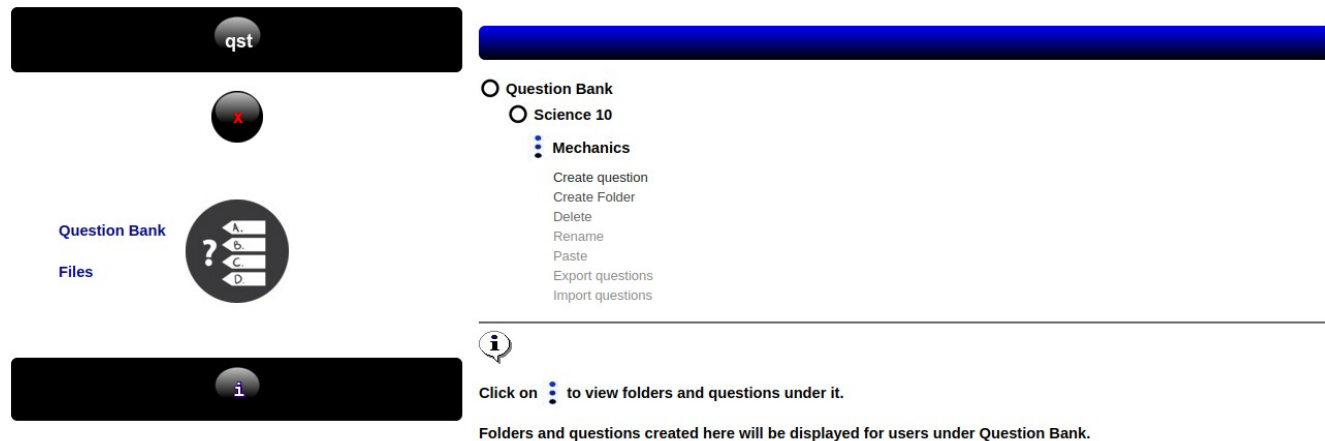 qst
x
Question Bank
Files
?
A.
B.
C.
D.
i
Question Bank
Science 10
Mechanics
Create question
Create Folder
Delete
Rename
Paste
Export questions
Import questions
i
Click on to view folders and questions under it.
Folders and questions created here will be displayed for users under Question Bank.